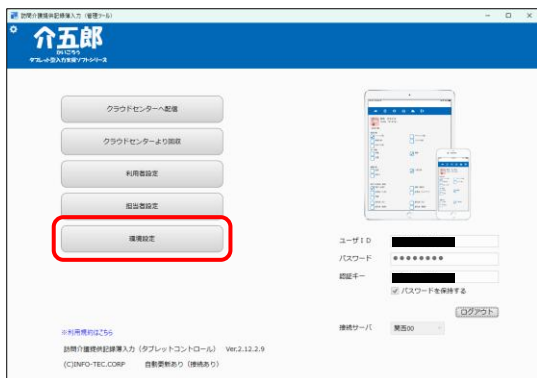 訪問介護提供記録簿入力 (管理ツール)
介五郎
かいごろう
タブレット型入力支援ソフトシリーズ
クラウドセンターへ配信
クラウドセンターより回収
利用者設定
担当者設定
環境設定
ユーザID
パスワード
認証キー
パスワードを保持する
ログアウト
接続サーバ 関西00
※利用規約はこちら
訪問介護提供記録簿入力 (タブレットコントロール) Ver.2.12.2.9
(C)INFO-TEC.CORP 自動更新あり (接続あり)